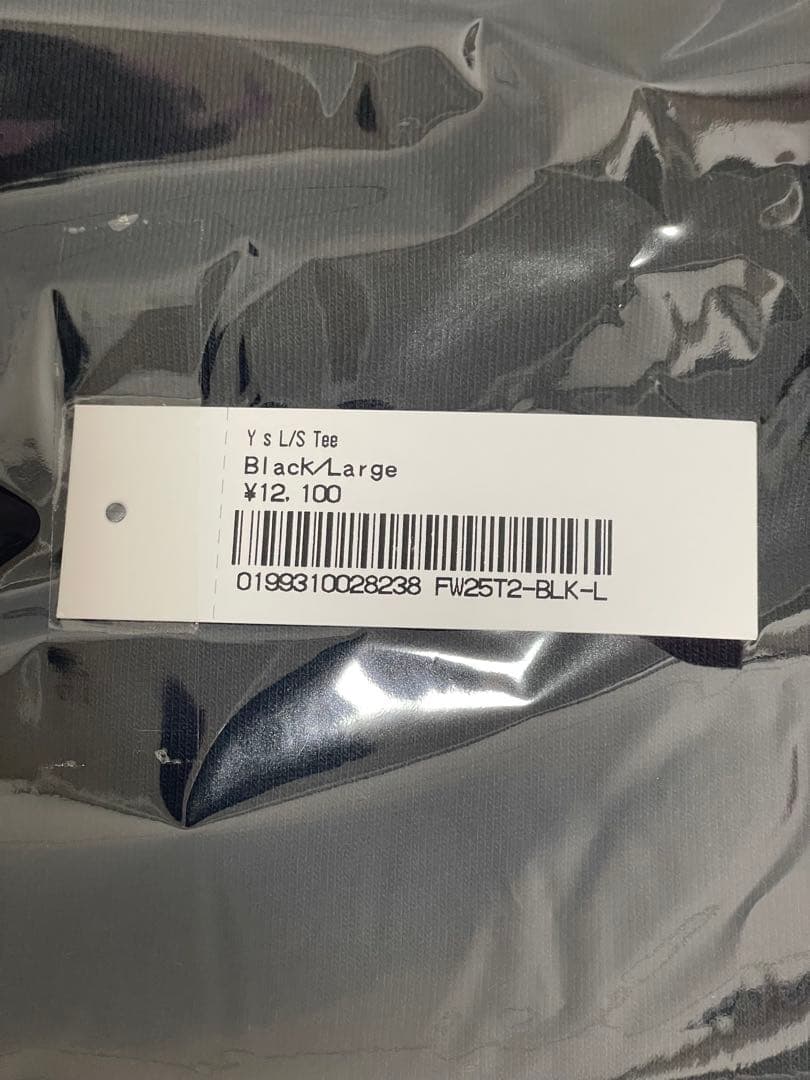 Y s L/S Tee
Black/Large
¥12,100
0199310028238 FW25T2-BLK-L